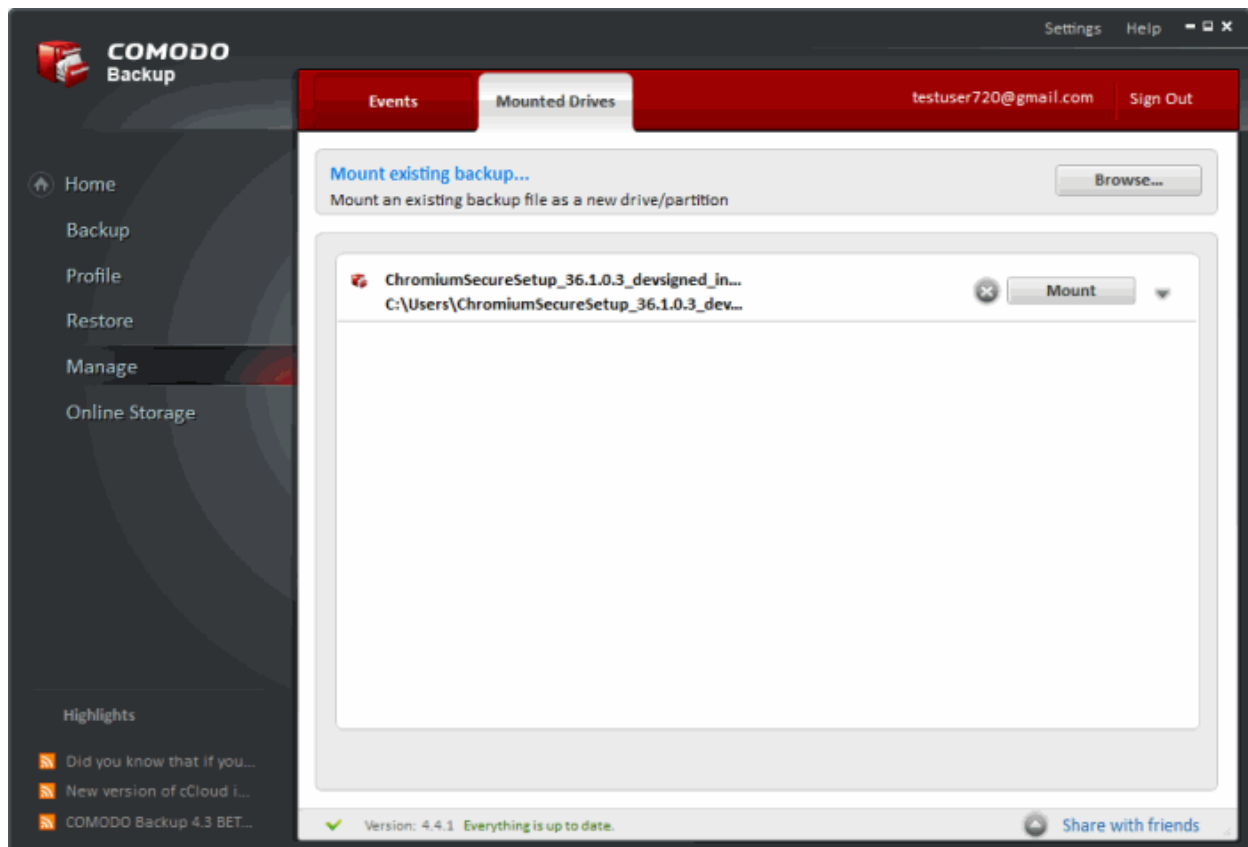 COMODO
Backup
Settings Help
Events Mounted Drives testuser720@gmail.com Sign Out
Home
Backup
Profile
Restore
Manage
Online Storage
Mount existing backup...
Mount an existing backup file as a new drive/partition
Browse...
ChromiumSecureSetup_36.1.0.3_devsigned_in...
C:\Users\ChromiumSecureSetup_36.1.0.3_dev...
Mount
Highlights
Did you know that if you...
New version of cCloud i...
COMODO Backup 4.3 BET...
Version: 4.4.1 Everything is up to date.
Share with friends